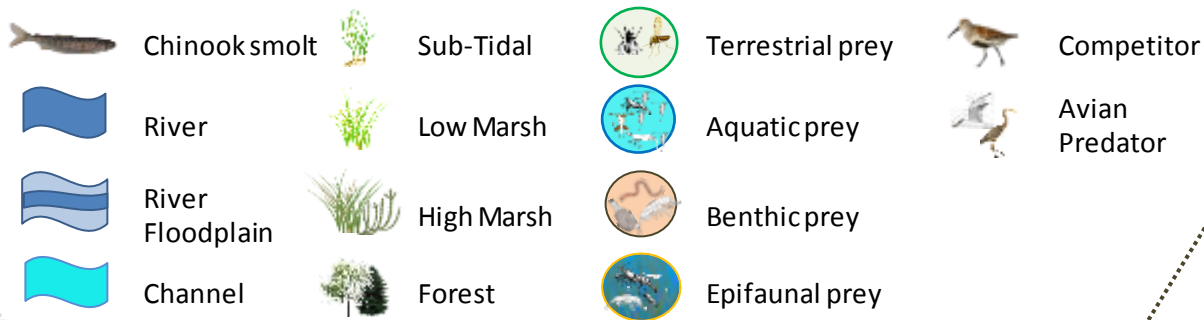 Chinook smolt
River
River
Floodplain
Channel
Sub-Tidal
Low Marsh
High Marsh
Forest
Terrestrial prey
Aquatic prey
Benthic prey
Epifaunal prey
Competitor
Avian
Predator